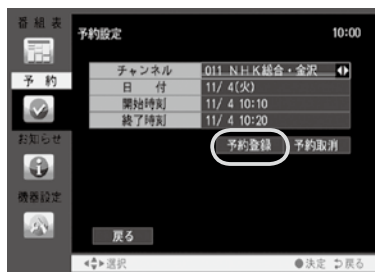 番組表
予約設定 10:00
チャンネル 011 NHK総合・金沢
予約
日付 11/ 4(火)
開始時刻 11/ 4 10:10
終了時刻 11/ 4 10:20
お知らせ
予約登録 予約取消
機器設定
戻る
選択 ●決定 戻る